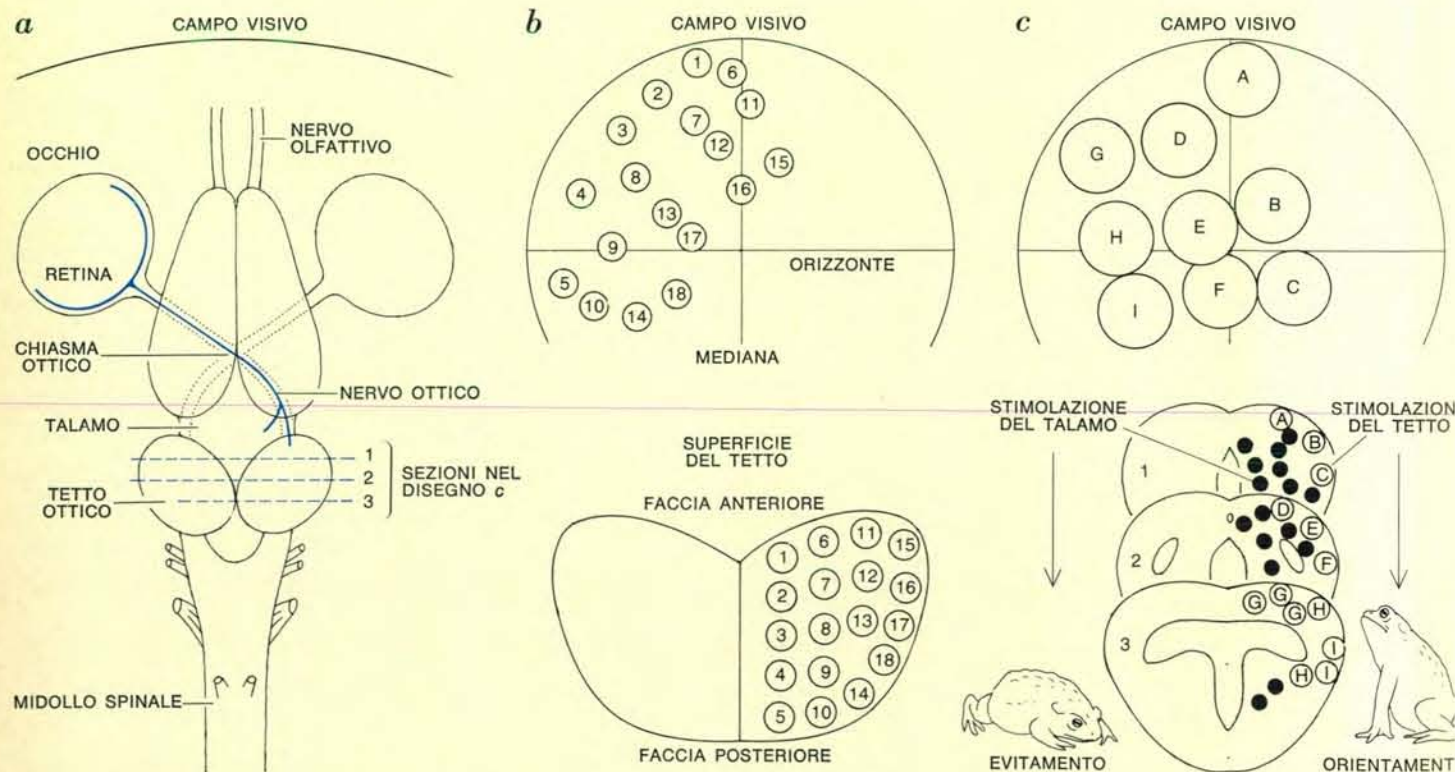 a
CAMPO VISIVO
NERVO
OLFATTIVO
OCCHIO
RETINA
CHIASMA
OTTICO
NERVO OTTICO
TALAMO
1
2
3
SEZIONI NEL
DISEGNO c
TETTO
OTTICO
MIDOLLO SPINALE
b
CAMPO VISIVO
1
6
2
11
3
7
12
15
8
16
4
13
17
9
ORIZZONTE
5
10
18
14
MEDIANA
SUPERFICIE
DEL TETTO
FACCIA ANTERIORE
1
6
11
15
2
7
12
16
3
8
13
17
4
9
18
5
10
14
FACCIA POSTERIORE
c
CAMPO VISIVO
A
G
D
B
H
E
F
C
I
STIMOLAZIONE
DEL TALAMO
STIMOLAZION
DEL TETTO
A
B
C
1
D
E
F
2
G
G
G
H
I
H
I
3
EVITAMENTO
ORIENTAMENT